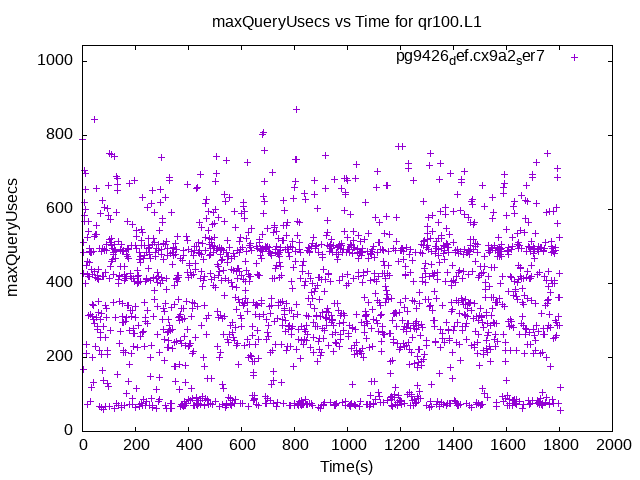 maxQueryUsecs vs Time for qr100.L1
pg9426def.cx9a2ser7
1000
800
600
400
200
0
maxQueryUsecs
0 200 400 600 800 1000 1200 1400 1600 1800 2000
Time(s)